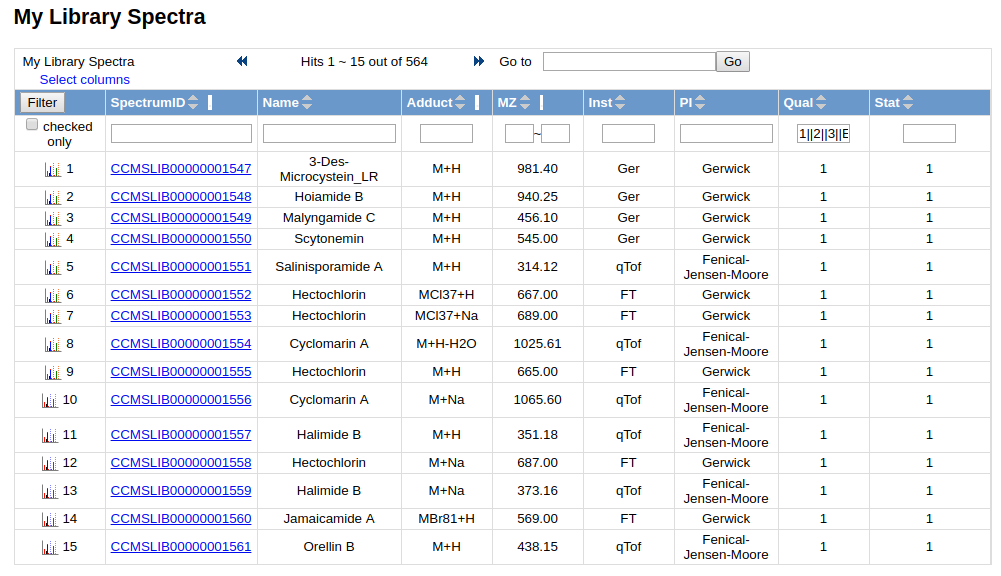 My Library Spectra
My Library Spectra Hits 1 ~ 15 out of 564 Go to Go
Select columns
Filter SpectrumID Name Adduct MZ Inst PI Qual Stat
checked only ~ 1||2||3||E
1 CCMSLIB00000001547 3-Des-Microcystein_LR M+H 981.40 Ger Gerwick 1 1
2 CCMSLIB00000001548 Hoiamide B M+H 940.25 Ger Gerwick 1 1
3 CCMSLIB00000001549 Malyngamide C M+H 456.10 Ger Gerwick 1 1
4 CCMSLIB00000001550 Scytonemin M+H 545.00 Ger Gerwick 1 1
5 CCMSLIB00000001551 Salinisporamide A M+H 314.12 qTof Fenical-Jensen-Moore 1 1
6 CCMSLIB00000001552 Hectochlorin MCl37+H 667.00 FT Gerwick 1 1
7 CCMSLIB00000001553 Hectochlorin MCl37+Na 689.00 FT Gerwick 1 1
8 CCMSLIB00000001554 Cyclomarin A M+H-H2O 1025.61 qTof Fenical-Jensen-Moore 1 1
9 CCMSLIB00000001555 Hectochlorin M+H 665.00 FT Gerwick 1 1
10 CCMSLIB00000001556 Cyclomarin A M+Na 1065.60 qTof Fenical-Jensen-Moore 1 1
11 CCMSLIB00000001557 Halimide B M+H 351.18 qTof Fenical-Jensen-Moore 1 1
12 CCMSLIB00000001558 Hectochlorin M+Na 687.00 FT Gerwick 1 1
13 CCMSLIB00000001559 Halimide B M+Na 373.16 qTof Fenical-Jensen-Moore 1 1
14 CCMSLIB00000001560 Jamaicamide A MBr81+H 569.00 FT Gerwick 1 1
15 CCMSLIB00000001561 Orellin B M+H 438.15 qTof Fenical-Jensen-Moore 1 1